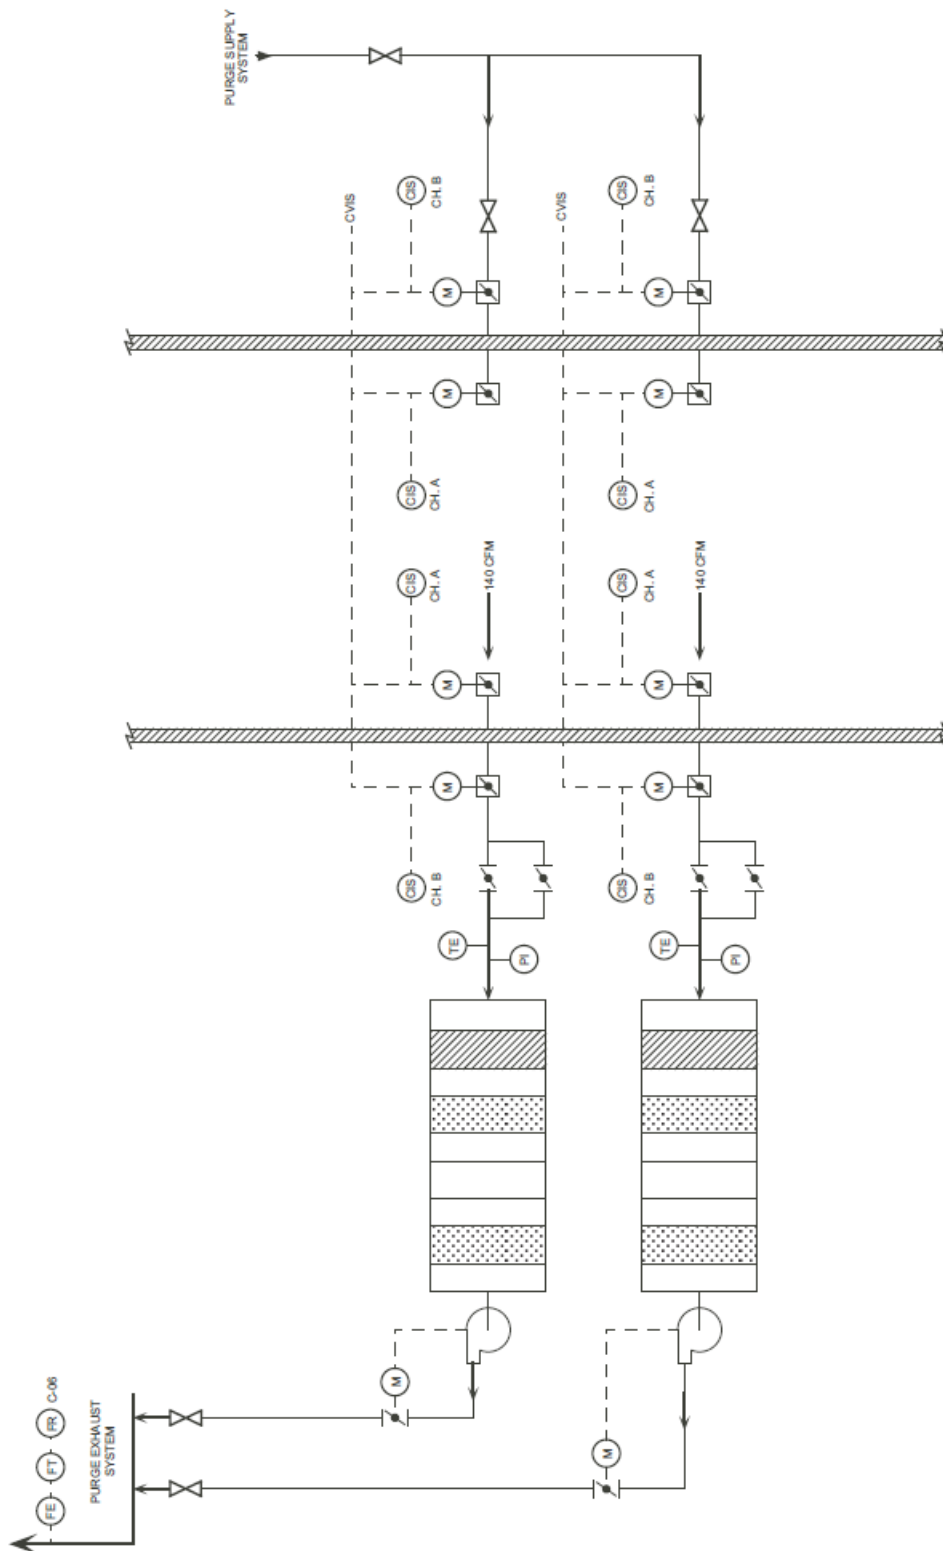 PURGE SUPPLY
SYSTEM
CVIS
CIS
CH. B
M
CVIS
CIS
CH. B
M
M
CIS
CH. A
M
CIS
CH. A
CIS
CH. A
140 CFM
M
CIS
CH. A
140 CFM
M
M
CIS
CH. B
M
CIS
CH. B
TE
PI
TE
PI
M
M
FE
FT
FR
C-06
PURGE EXHAUST
SYSTEM